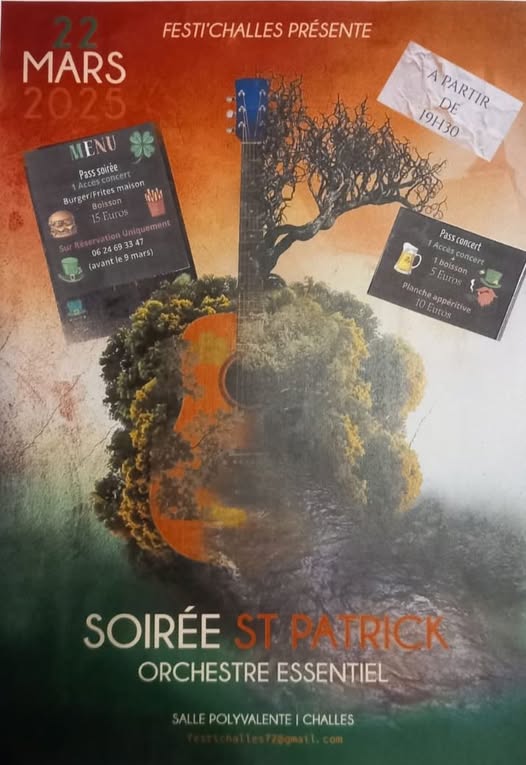 22
MARS
2025
FESTI'CHALLES PRÉSENTE
A PARTIR
DE
19H30
MENU
Pass soirée
1 Accès concert
Burger/Frites maison
Boisson
15 Euros
Sur Réservation Uniquement
06 24 69 33 47
(avant le 9 mars)
Pass concert
1 Accès concert
+
1 boisson
5 Euros
Planche appéritive
10 Euros
SOIRÉE ST PATRICK
ORCHESTRE ESSENTIEL
SALLE POLYVALENTE | CHALLES
festichalles72@gmail.com